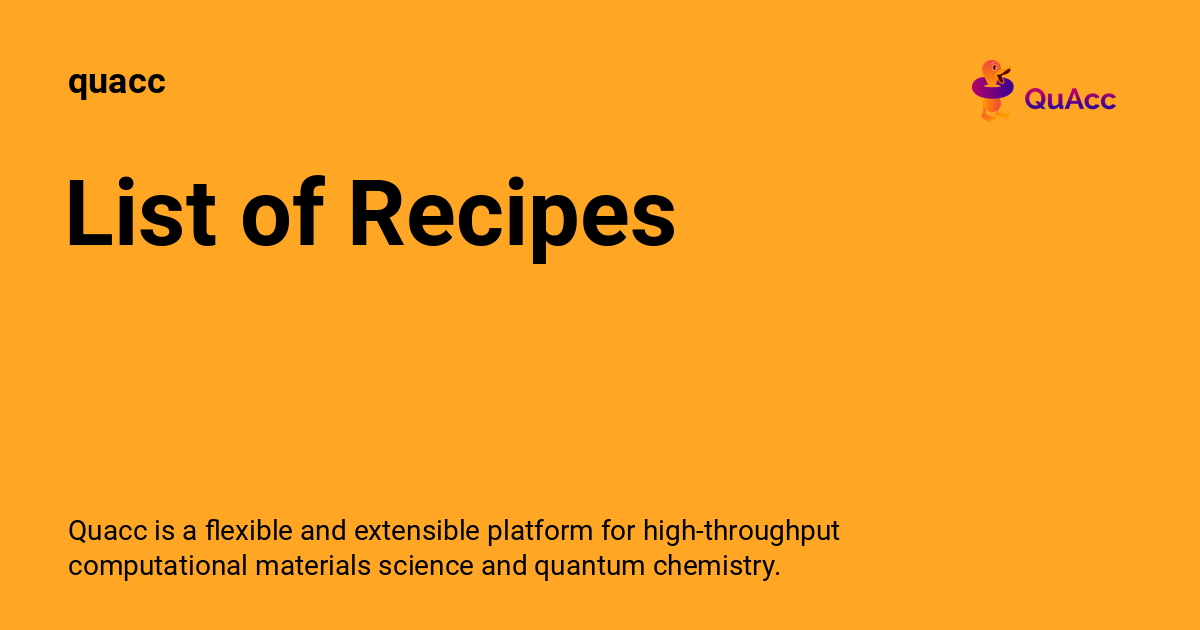 quacc
QuAcc
List of Recipes
Quacc is a flexible and extensible platform for high-throughput
computational materials science and quantum chemistry.